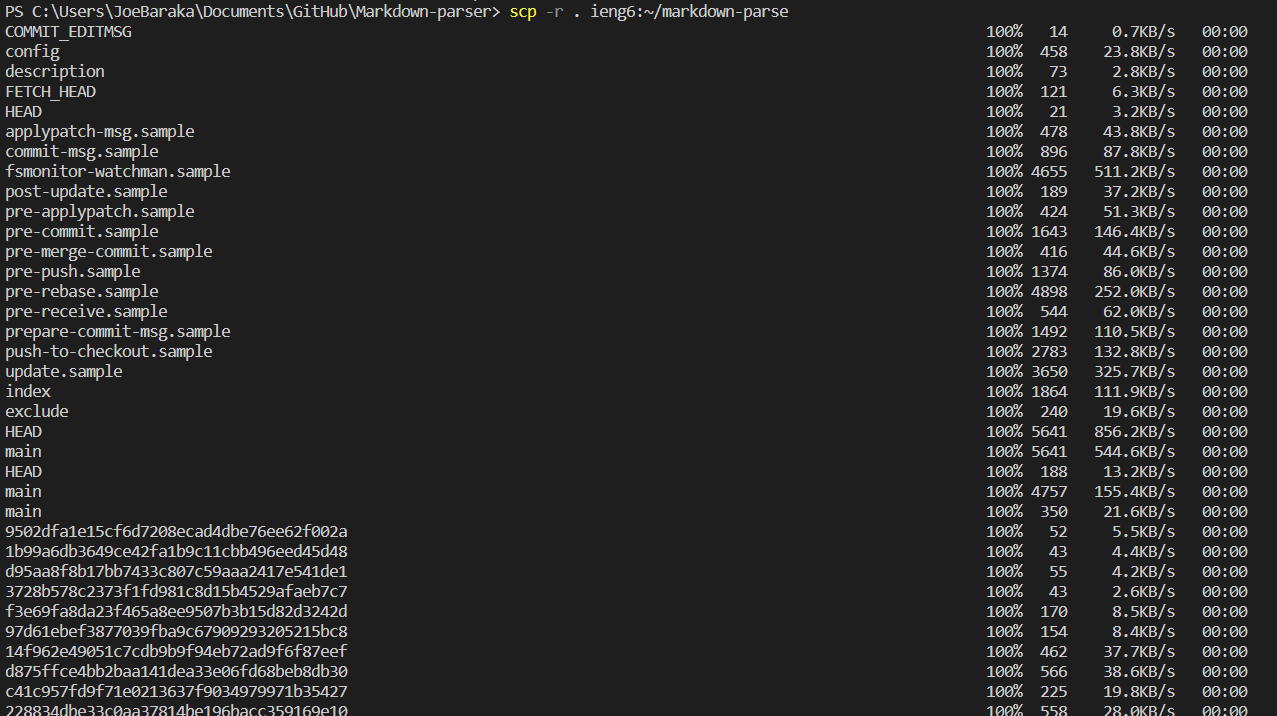 PS C:\Users\JoeBaraka\Documents\GitHub\Markdown-parser> scp -r . ieng6:~/markdown-parse
COMMIT_EDITMSG 100% 14 0.7KB/s 00:00
config 100% 458 23.8KB/s 00:00
description 100% 73 2.8KB/s 00:00
FETCH_HEAD 100% 121 6.3KB/s 00:00
HEAD 100% 21 3.2KB/s 00:00
applypatch-msg.sample 100% 478 43.8KB/s 00:00
commit-msg.sample 100% 896 87.8KB/s 00:00
fsmonitor-watchman.sample 100% 4655 511.2KB/s 00:00
post-update.sample 100% 189 37.2KB/s 00:00
pre-applypatch.sample 100% 424 51.3KB/s 00:00
pre-commit.sample 100% 1643 146.4KB/s 00:00
pre-merge-commit.sample 100% 416 44.6KB/s 00:00
pre-push.sample 100% 1374 86.0KB/s 00:00
pre-rebase.sample 100% 4898 252.0KB/s 00:00
pre-receive.sample 100% 544 62.0KB/s 00:00
prepare-commit-msg.sample 100% 1492 110.5KB/s 00:00
push-to-checkout.sample 100% 2783 132.8KB/s 00:00
update.sample 100% 3650 325.7KB/s 00:00
index 100% 1864 111.9KB/s 00:00
exclude 100% 240 19.6KB/s 00:00
HEAD 100% 5641 856.2KB/s 00:00
main 100% 5641 544.6KB/s 00:00
HEAD 100% 188 13.2KB/s 00:00
main 100% 4757 155.4KB/s 00:00
main 100% 350 21.6KB/s 00:00
9502dfa1e15cf6d7208ecad4dbe76ee62f002a 100% 52 5.5KB/s 00:00
1b99a6db3649ce42fa1b9c11cbb496eed45d48 100% 43 4.4KB/s 00:00
d95aa8f8b17bb7433c807c59aaa2417e541de1 100% 55 4.2KB/s 00:00
3728b578c2373f1fd981c8d15b4529afaeb7c7 100% 43 2.6KB/s 00:00
f3e69fa8da23f465a8ee9507b3b15d82d3242d 100% 170 8.5KB/s 00:00
97d61ebef3877039fba9c67909293205215bc8 100% 154 8.4KB/s 00:00
14f962e49051c7cdb9b9f94eb72ad9f6f87eef 100% 462 37.7KB/s 00:00
d875ffce4bb2baa141dea33e06fd68beb8db30 100% 566 38.6KB/s 00:00
c41c957fd9f71e0213637f9034979971b35427 100% 225 19.8KB/s 00:00
228834dbe33c0aa37814be196bacc359169e10 100% 558 28.0KB/s 00:00